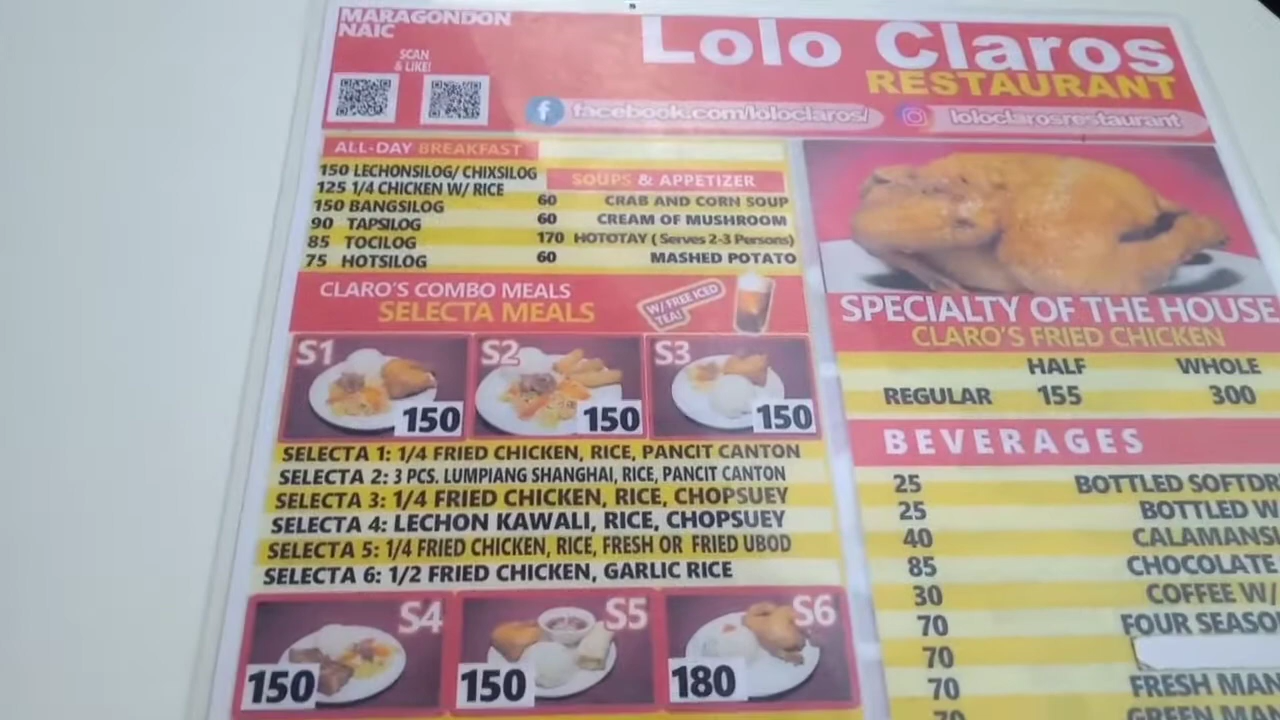 MARAGONDON
NAIC
SCAN
& LIKE!
Lolo Claros
RESTAURANT
facebook.com/loloclaros/
loloclarosrestaurant
ALL-DAY BREAKFAST
150 LECHONSILOG/ CHIXSILOG
125 1/4 CHICKEN W/ RICE
150 BANGSILOG
90 TAPSILOG
85 TOCILOG
75 HOTSILOG
SOUPS & APPETIZER
60 CRAB AND CORN SOUP
60 CREAM OF MUSHROOM
170 HOTOTAY ( Serves 2-3 Persons)
60 MASHED POTATO
CLARO'S COMBO MEALS
SELECTA MEALS
W/ FREE ICED
TEA!
S1
150
S2
150
S3
150
SELECTA 1: 1/4 FRIED CHICKEN, RICE, PANCIT CANTON
SELECTA 2: 3 PCS. LUMPIANG SHANGHAI, RICE, PANCIT CANTON
SELECTA 3: 1/4 FRIED CHICKEN, RICE, CHOPSUEY
SELECTA 4: LECHON KAWALI, RICE, CHOPSUEY
SELECTA 5: 1/4 FRIED CHICKEN, RICE, FRESH OR FRIED UBOD
SELECTA 6: 1/2 FRIED CHICKEN, GARLIC RICE
S4
150
S5
150
S6
180
SPECIALTY OF THE HOUSE
CLARO'S FRIED CHICKEN
HALF WHOLE
REGULAR 155 300
BEVERAGES
25 BOTTLED SOFTDR
25 BOTTLED W
40 CALAMANSI
85 CHOCOLATE
30 COFFEE W/
70 FOUR SEASO
70
70 FRESH MAN
70 GREEN MAN